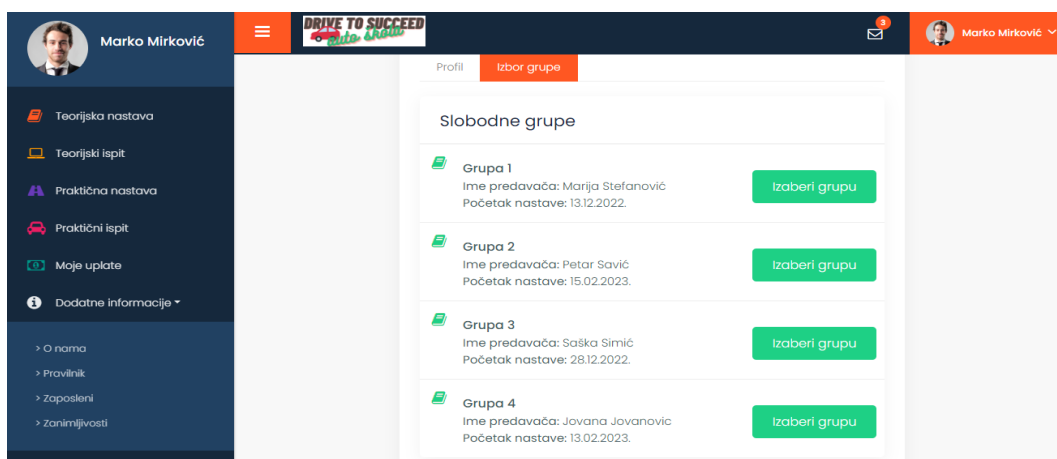 Marko Mirković
Teorijska nastava
Teorijski ispit
Praktična nastava
Praktični ispit
Moje uplate
Dodatne informacije
> O nama
> Pravilnik
> Zaposleni
> Zanimljivosti
DRIVE TO SUCCEED
auto škola
3
Marko Mirković
Profil
Izbor grupe
Slobodne grupe
Grupa 1
Ime predavača: Marija Stefanović
Početak nastave: 13.12.2022.
Izaberi grupu
Grupa 2
Ime predavača: Petar Savić
Početak nastave: 15.02.2023.
Izaberi grupu
Grupa 3
Ime predavača: Saška Simić
Početak nastave: 28.12.2022.
Izaberi grupu
Grupa 4
Ime predavača: Jovana Jovanovic
Početak nastave: 13.02.2023.
Izaberi grupu